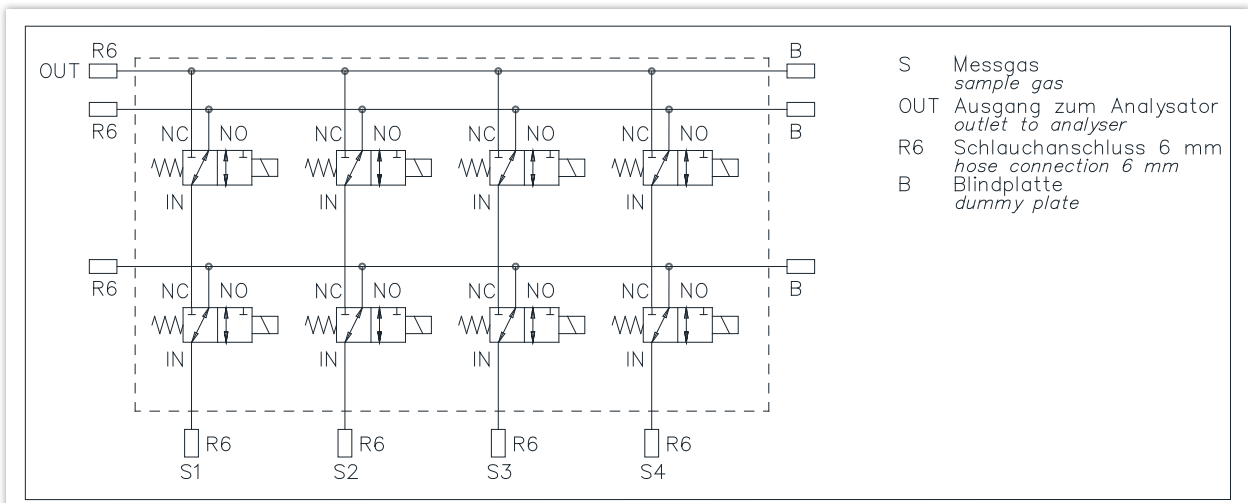 R6
B
OUT
R6
B
NC NO NC NO NC NO NC NO
IN IN IN IN
R6
B
NC NO NC NO NC NO NC NO
IN IN IN IN
R6 R6 R6 R6
S1 S2 S3 S4
S Messgas
sample gas
OUT Ausgang zum Analysator
outlet to analyser
R6 Schlauchanschluss 6 mm
hose connection 6 mm
B Blindplatte
dummy plate